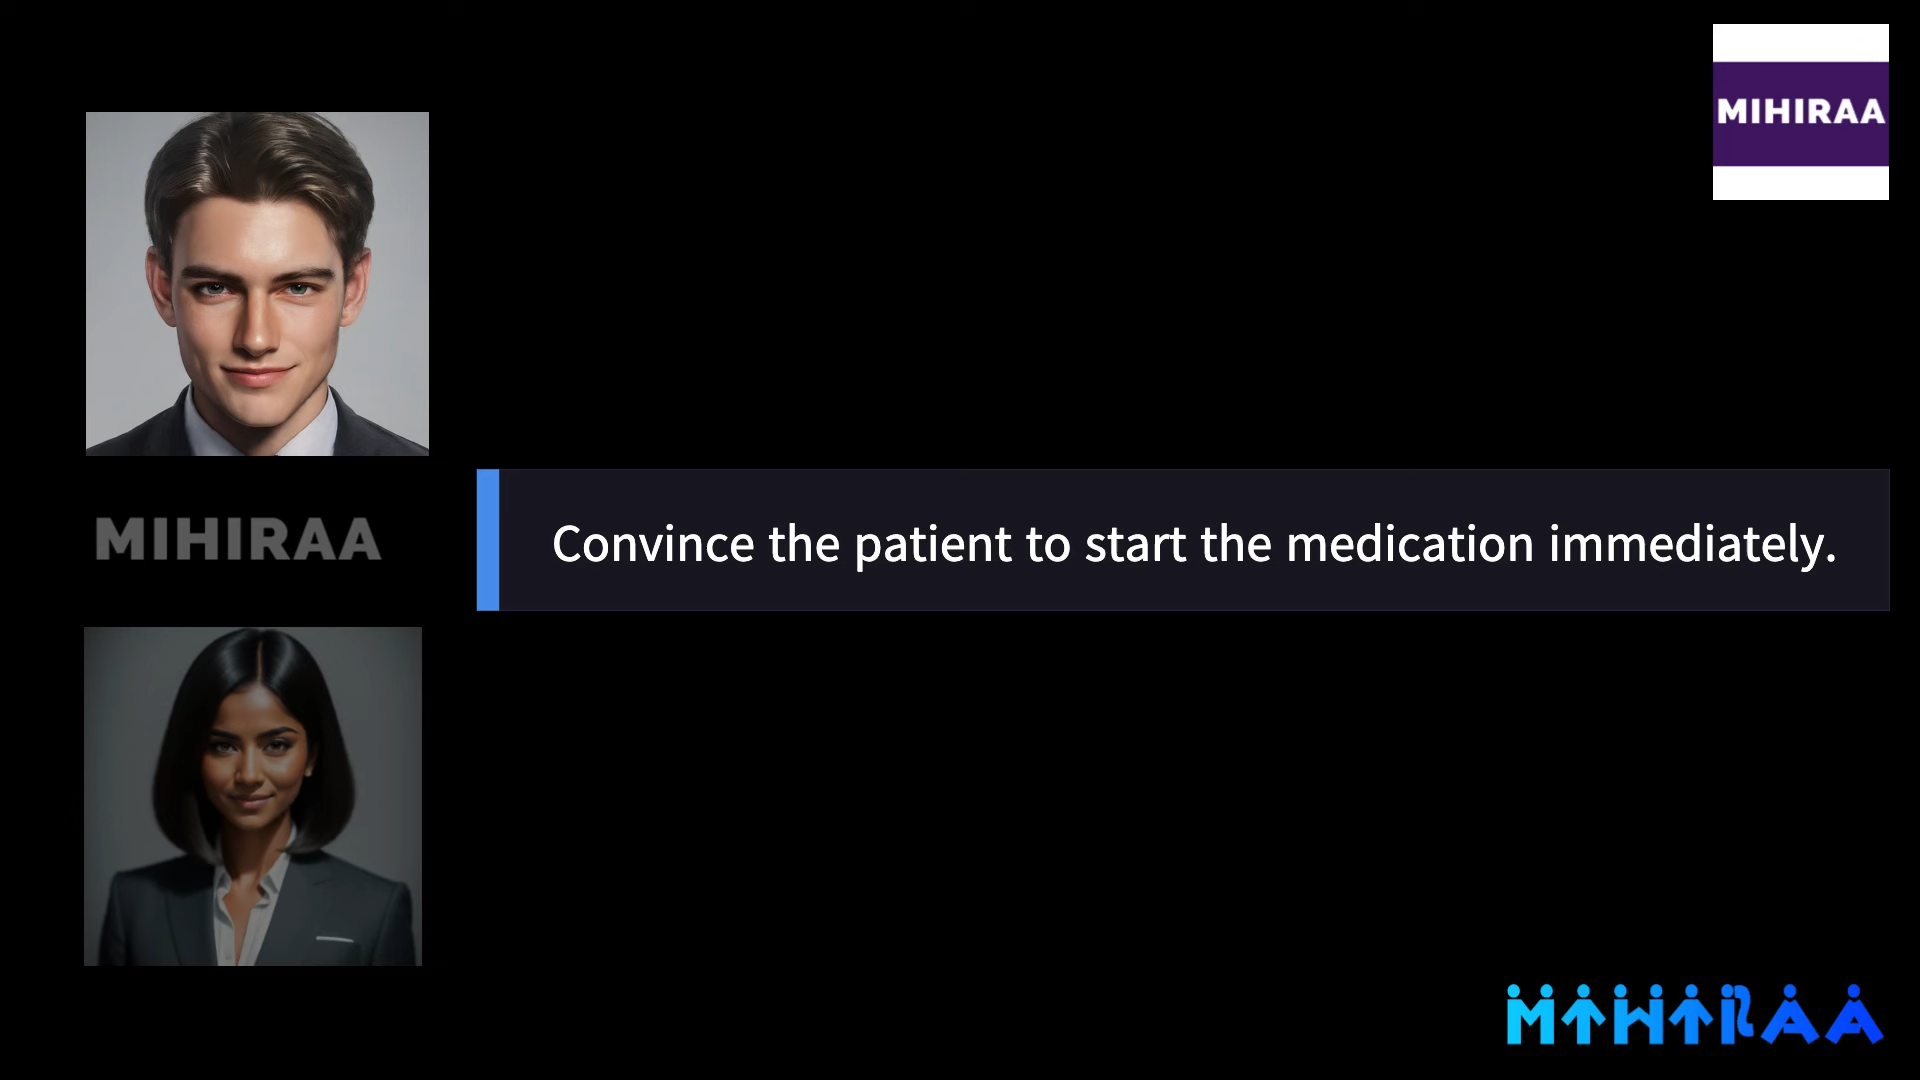 MIHIRAA
MIHIRAA
Convince the patient to start the medication immediately.
MIHIRAA